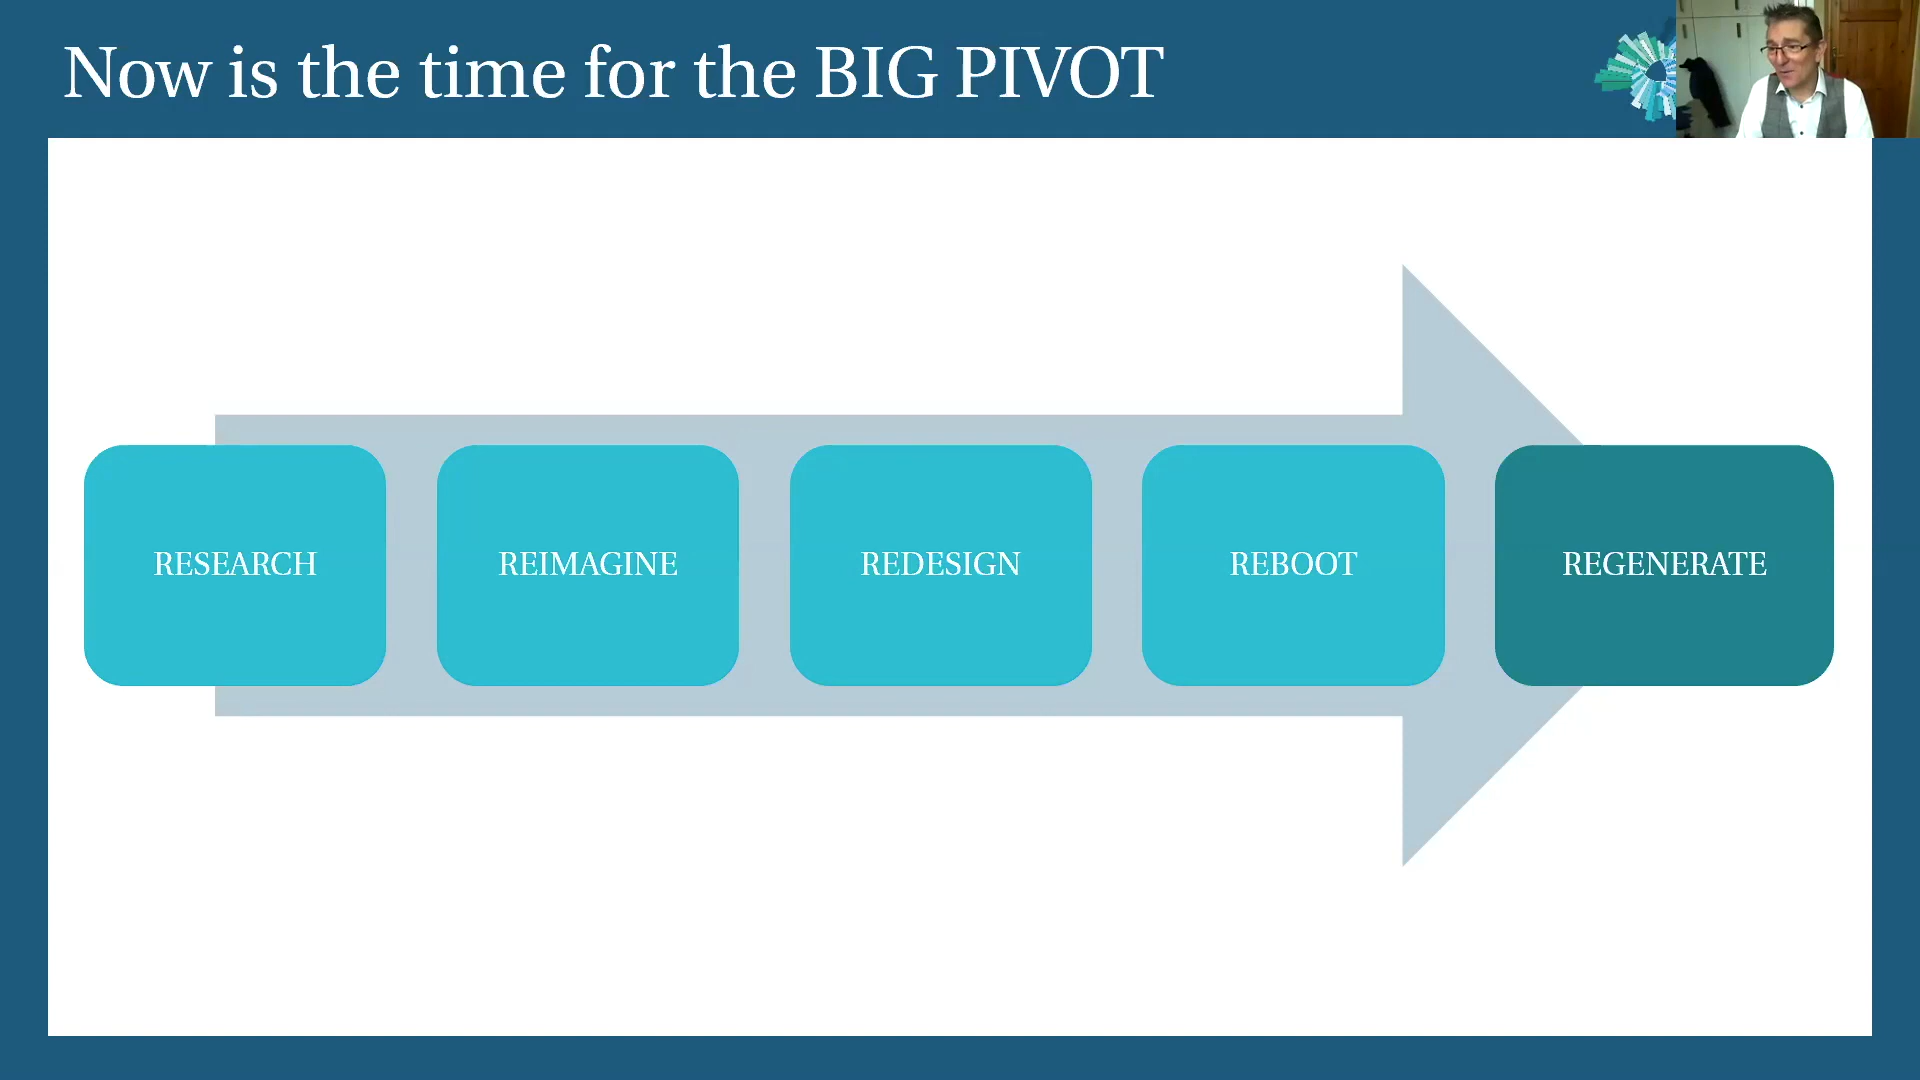 Now is the time for the BIG PIVOT
RESEARCH
REIMAGINE
REDESIGN
REBOOT
REGENERATE